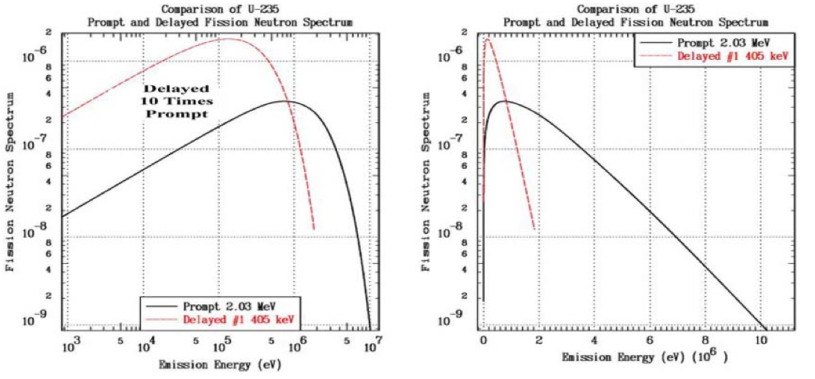 Comparison of U-235
Prompt and Delayed Fission Neutron Spectrum
2
10^-6
8
6
4
2
10^-7
8
6
4
2
10^-8
8
6
4
2
10^-9
Fission Neutron Spectrum
Delayed
10 Times
Prompt
Prompt 2.03 MeV
Delayed #1 405 keV
10^3 5 10^4 5 10^5 5 10^6 5 10^7
Emission Energy (eV)
Comparison of U-235
Prompt and Delayed Fission Neutron Spectrum
2
10^-6
8
6
4
2
10^-7
8
6
4
2
10^-8
8
6
4
2
10^-9
Fission Neutron Spectrum
Prompt 2.03 MeV
Delayed #1 405 keV
0 2 4 6 8 10
Emission Energy (eV) (10^6 )